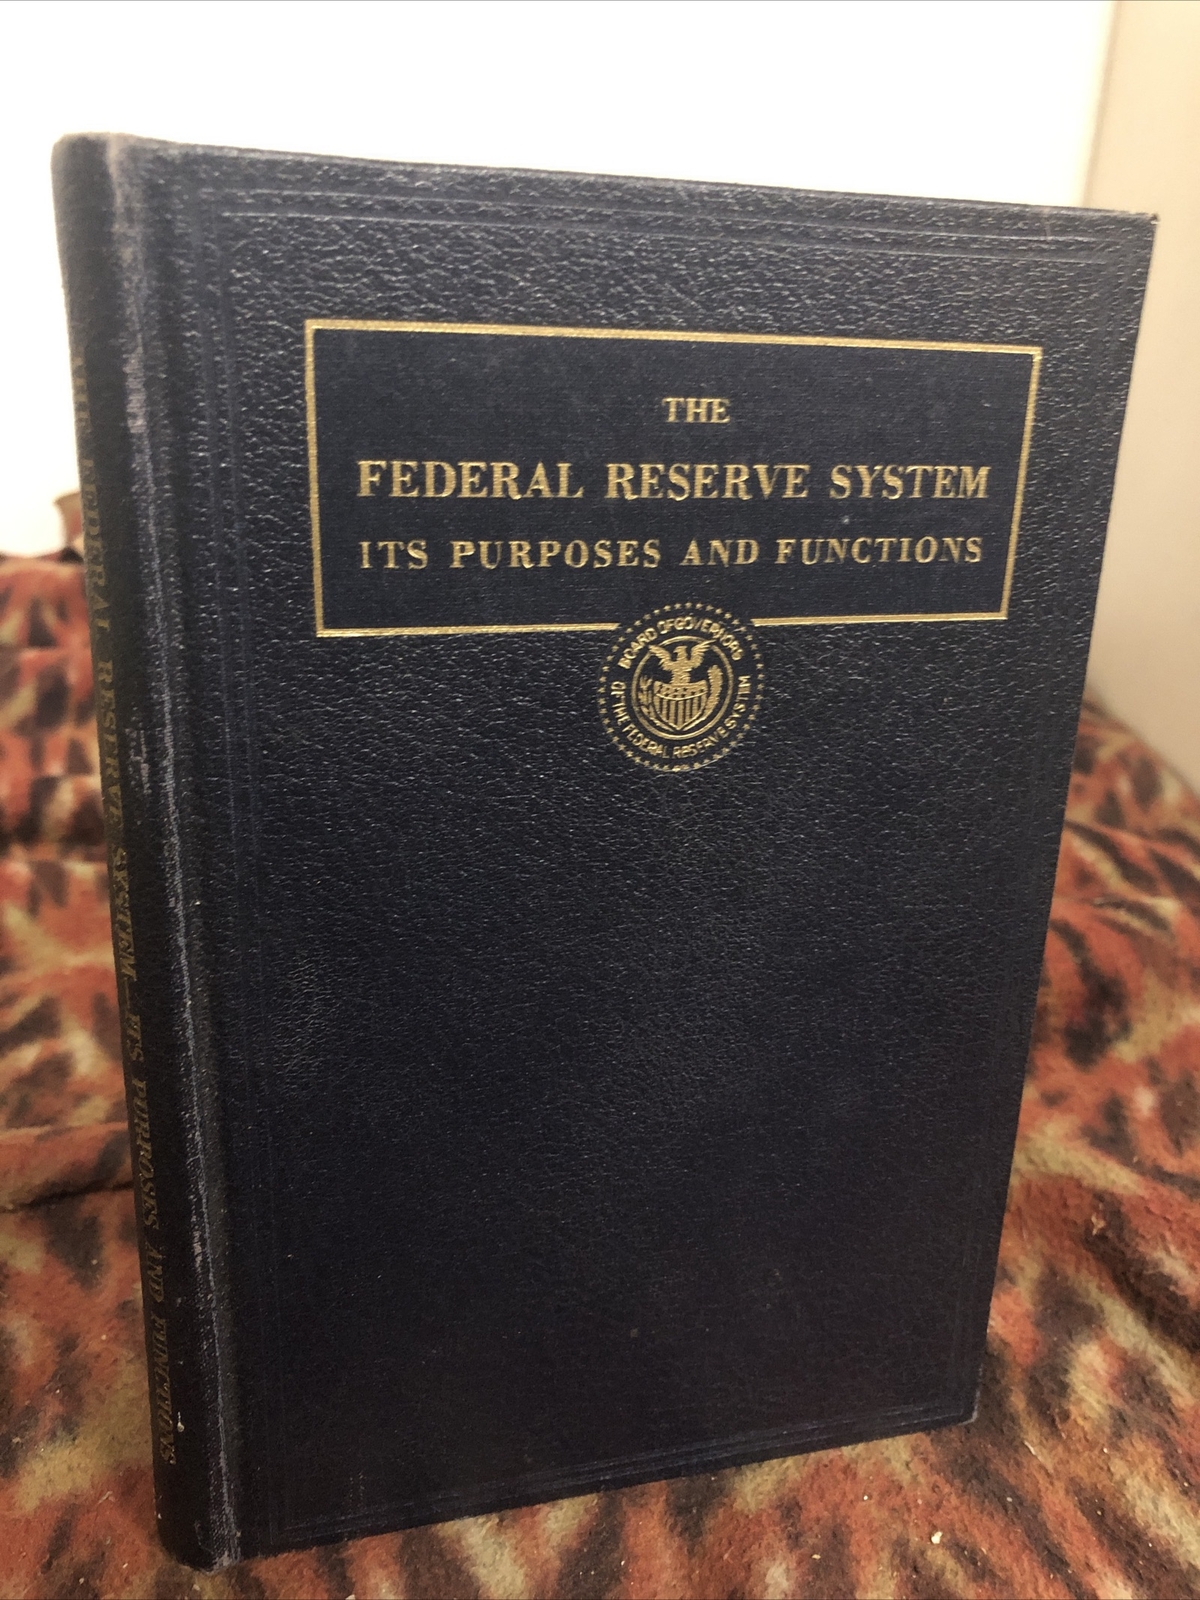 THE
FEDERAL RESERVE SYSTEM
ITS PURPOSES AND FUNCTIONS
BOARD OF GOVERNORS
OF THE FEDERAL RESERVE SYSTEM
THE FEDERAL RESERVE SYSTEM—ITS PURPOSES AND FUNCTIONS